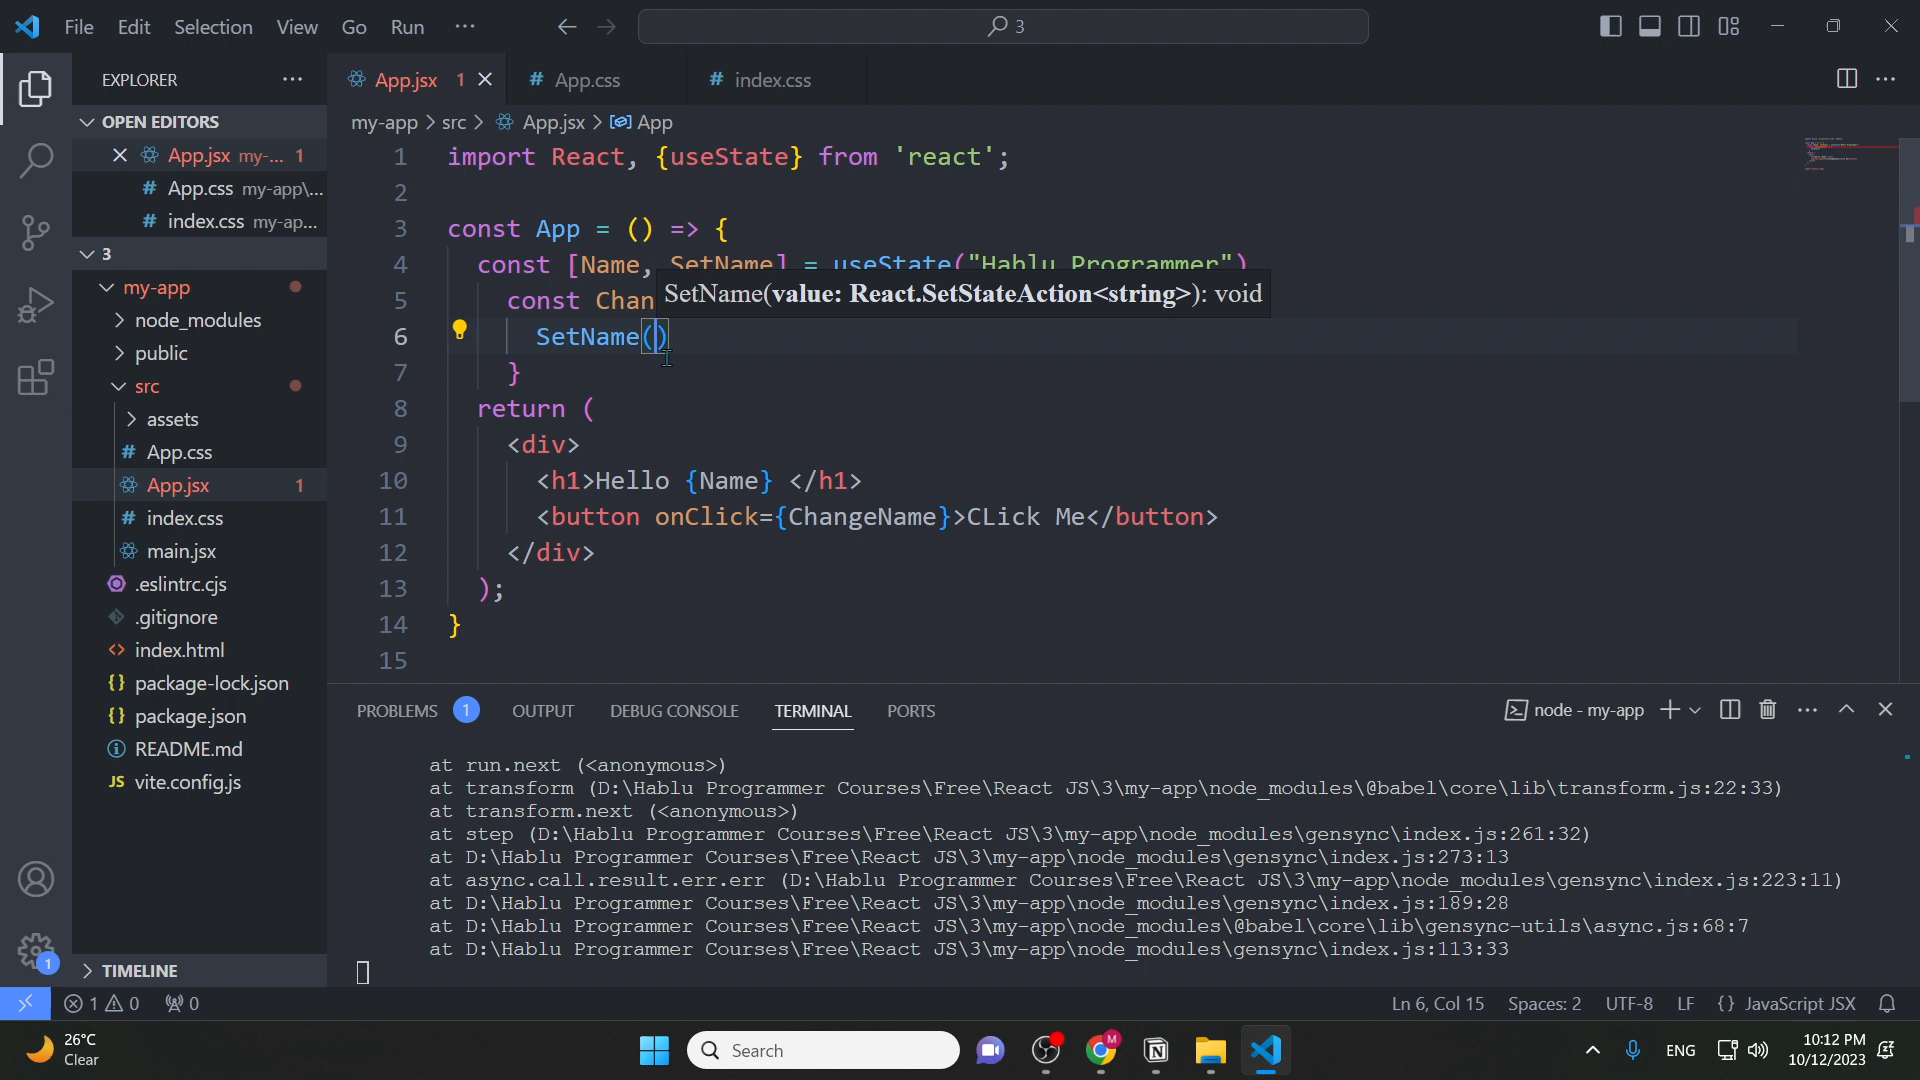 File Edit Selection View Go Run ··· 3
EXPLORER ···
OPEN EDITORS
App.jsx my-... 1
# App.css my-app\...
# index.css my-ap...
3
my-app
node_modules
public
src
assets
# App.css
App.jsx 1
# index.css
main.jsx
.eslintrc.cjs
.gitignore
<> index.html
{} package-lock.json
{} package.json
README.md
JS vite.config.js
TIMELINE
App.jsx 1
# App.css
# index.css
my-app > src > App.jsx > App
1 import React, {useState} from 'react';
2
3 const App = () => {
4 const [Name, SetName] = useState("Hablu Programmer")
SetName(value: React.SetStateAction<string>): void
5 const Chan
6 SetName()
7 }
8 return (
9 <div>
10 <h1>Hello {Name} </h1>
11 <button onClick={ChangeName}>CLick Me</button>
12 </div>
13 );
14 }
15
PROBLEMS 1 OUTPUT DEBUG CONSOLE TERMINAL PORTS
node - my-app
at run.next (<anonymous>)
at transform (D:\Hablu Programmer Courses\Free\React JS\3\my-app\node_modules\@babel\core\lib\transform.js:22:33)
at transform.next (<anonymous>)
at step (D:\Hablu Programmer Courses\Free\React JS\3\my-app\node_modules\gensync\index.js:261:32)
at D:\Hablu Programmer Courses\Free\React JS\3\my-app\node_modules\gensync\index.js:273:13
at async.call.result.err.err (D:\Hablu Programmer Courses\Free\React JS\3\my-app\node_modules\gensync\index.js:223:11)
at D:\Hablu Programmer Courses\Free\React JS\3\my-app\node_modules\gensync\index.js:189:28
at D:\Hablu Programmer Courses\Free\React JS\3\my-app\node_modules\@babel\core\lib\gensync-utils\async.js:68:7
at D:\Hablu Programmer Courses\Free\React JS\3\my-app\node_modules\gensync\index.js:113:33
1
1 0 0
Ln 6, Col 15 Spaces: 2 UTF-8 LF {} JavaScript JSX
26°C
Clear
Search
M
ENG
10:12 PM
10/12/2023